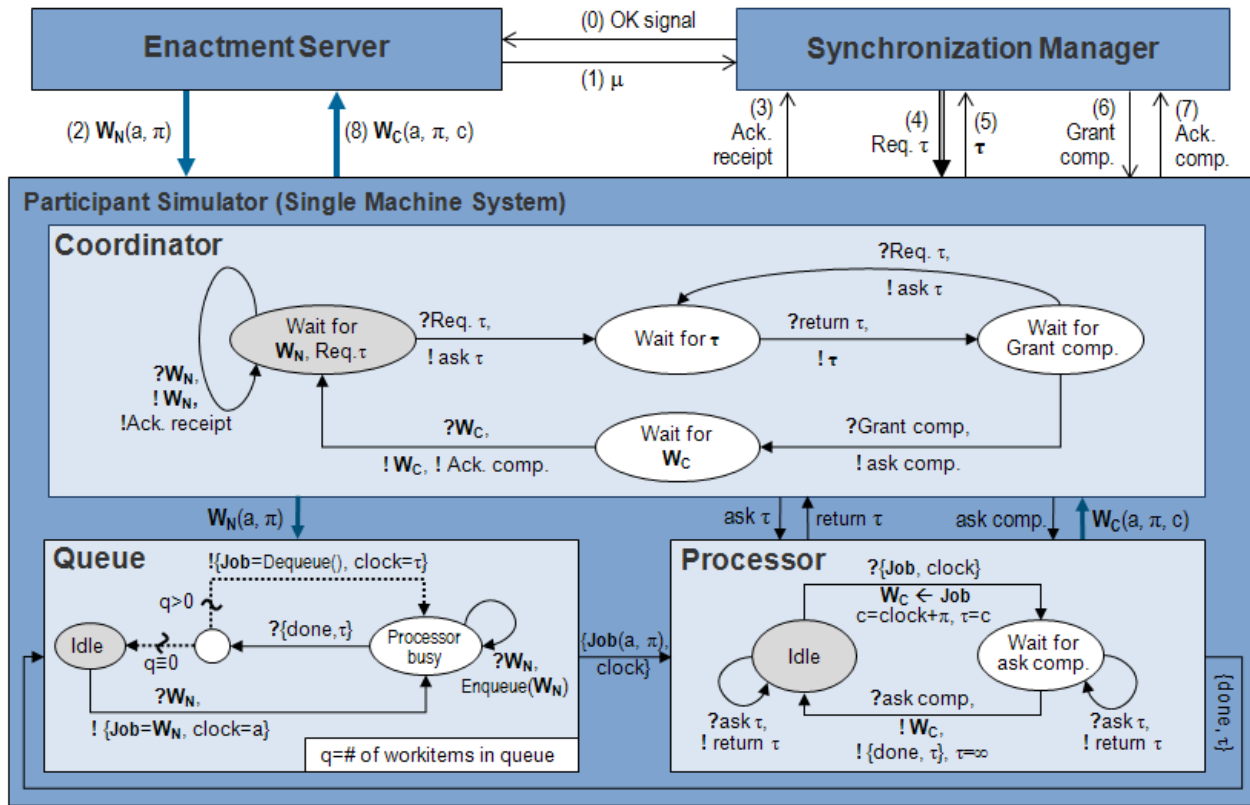 (0) OK signal
Enactment Server
Synchronization Manager
(1) μ
(2) W_N(a, π)
(8) W_C(a, π, c)
(3)
Ack.
receipt
(4)
Req. τ
(5)
τ
(6)
Grant
comp.
(7)
Ack.
comp.
Participant Simulator (Single Machine System)
Coordinator
?Req. τ,
! ask τ
Wait for
W_N, Req. τ
?Req. τ,
! ask τ
Wait for τ
?return τ,
! τ
Wait for
Grant comp.
?W_N,
! W_N,
!Ack. receipt
?W_C,
! W_C, ! Ack. comp.
Wait for
W_C
?Grant comp,
! ask comp.
W_N(a, π)
ask τ
return τ
ask comp.
W_C(a, π, c)
Queue
!{Job=Dequeue(), clock=τ}
q>0
Idle
q=0
?{done,τ}
Processor
busy
?W_N,
Enqueue(W_N)
?W_N,
! {Job=W_N, clock=a}
q=# of workitems in queue
{Job(a, π),
clock}
Processor
?{Job, clock}
W_C ← Job
c=clock+π, τ=c
Idle
Wait for
ask comp.
?ask τ,
! return τ
?ask comp,
! W_C,
! {done, τ}, τ=∞
?ask τ,
! return τ
{done, τ}